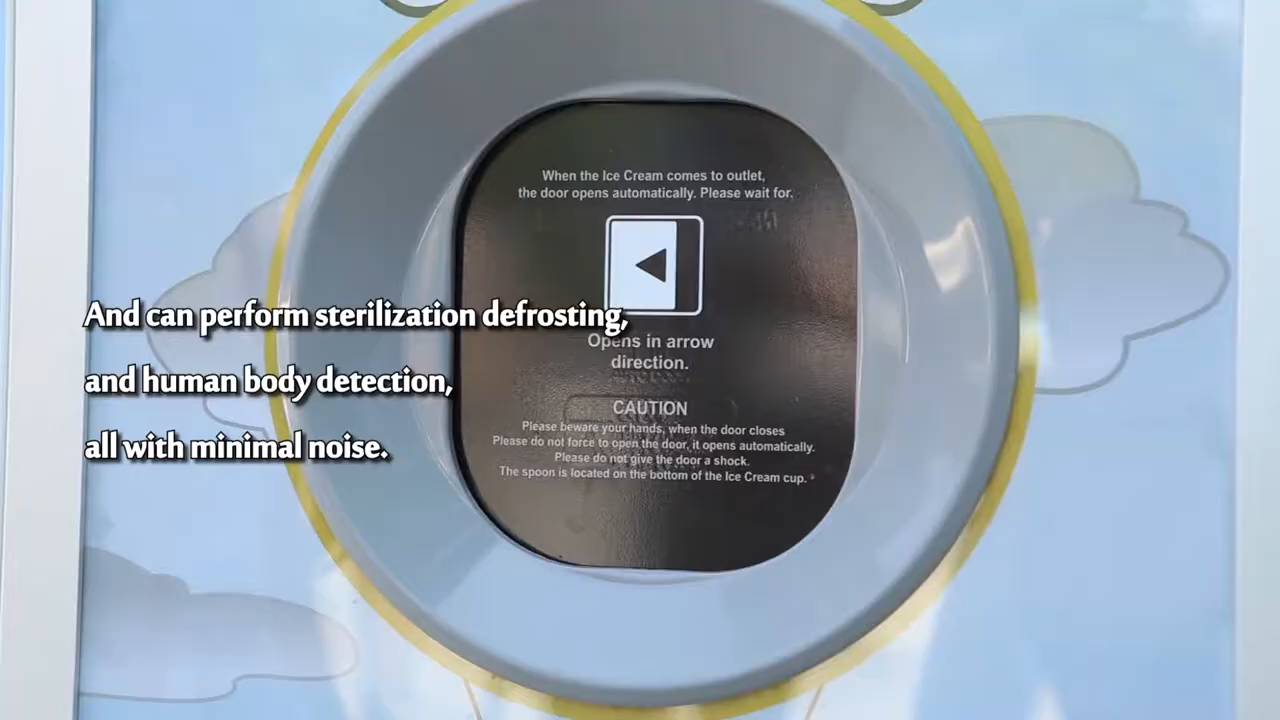 When the Ice Cream comes to outlet,
the door opens automatically. Please wait for.
And can perform sterilization defrosting,
and human body detection,
all with minimal noise.
Opens in arrow
direction.
CAUTION
Please beware your hands, when the door closes
Please do not force to open the door, it opens automatically.
Please do not give the door a shock.
The spoon is located on the bottom of the Ice Cream cup.